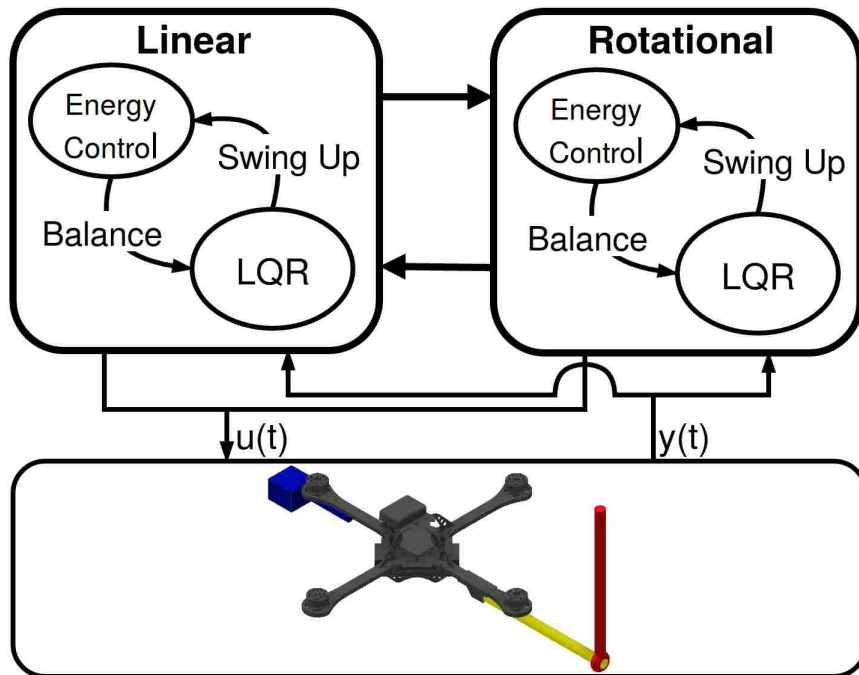 Linear
Energy
Control
Swing Up
Balance
LQR
Rotational
Energy
Control
Swing Up
Balance
LQR
u(t)
y(t)